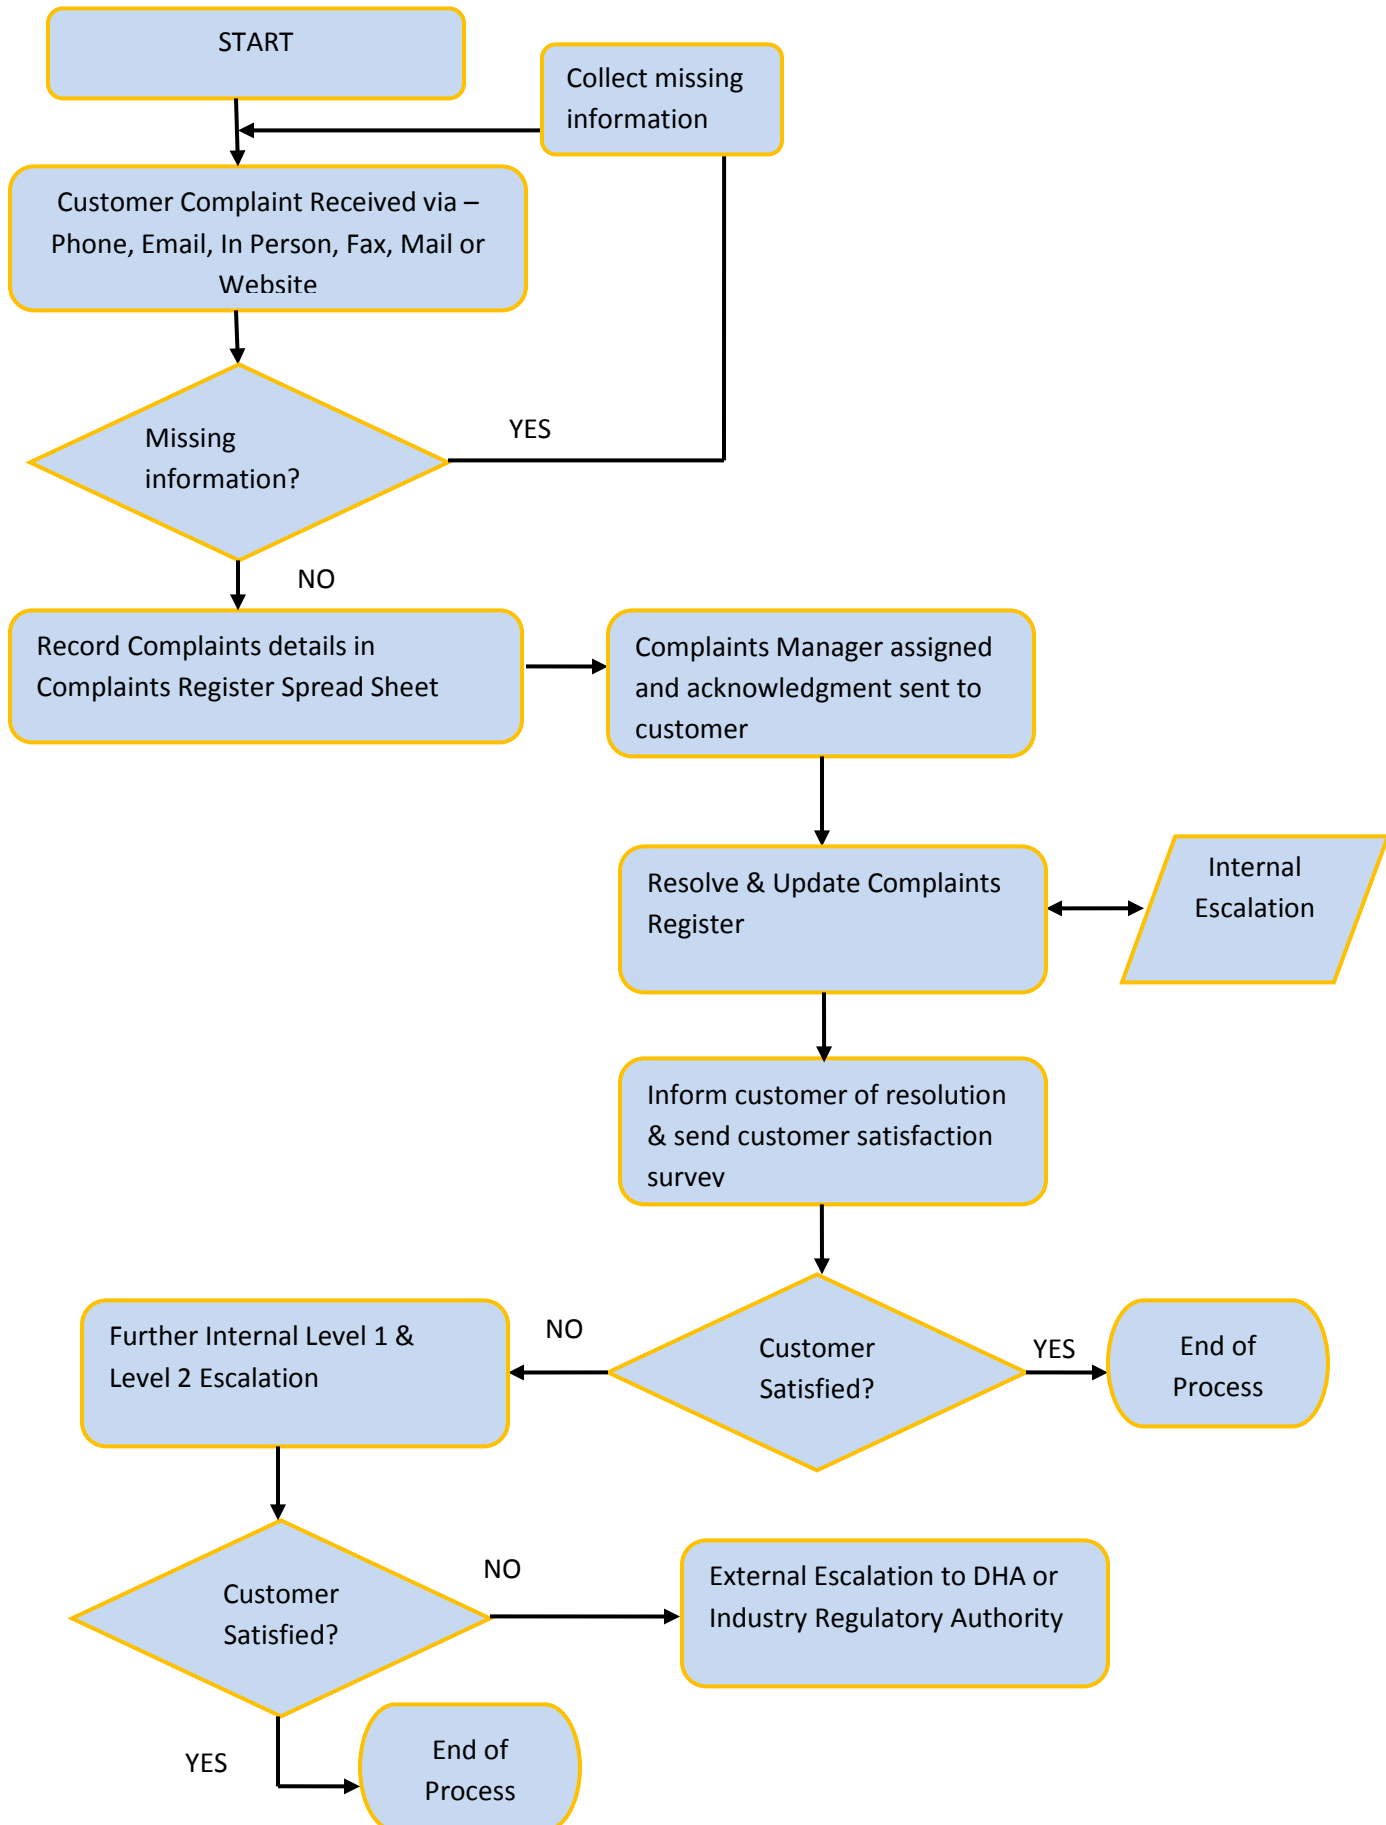 START
Collect missing
information
Customer Complaint Received via –
Phone, Email, In Person, Fax, Mail or
Website
Missing
information?
YES
NO
Record Complaints details in
Complaints Register Spread Sheet
Complaints Manager assigned
and acknowledgment sent to
customer
Resolve & Update Complaints
Register
Internal
Escalation
Inform customer of resolution
& send customer satisfaction
survey
Customer
Satisfied?
YES
End of
Process
NO
Further Internal Level 1 &
Level 2 Escalation
Customer
Satisfied?
NO
External Escalation to DHA or
Industry Regulatory Authority
YES
End of
Process